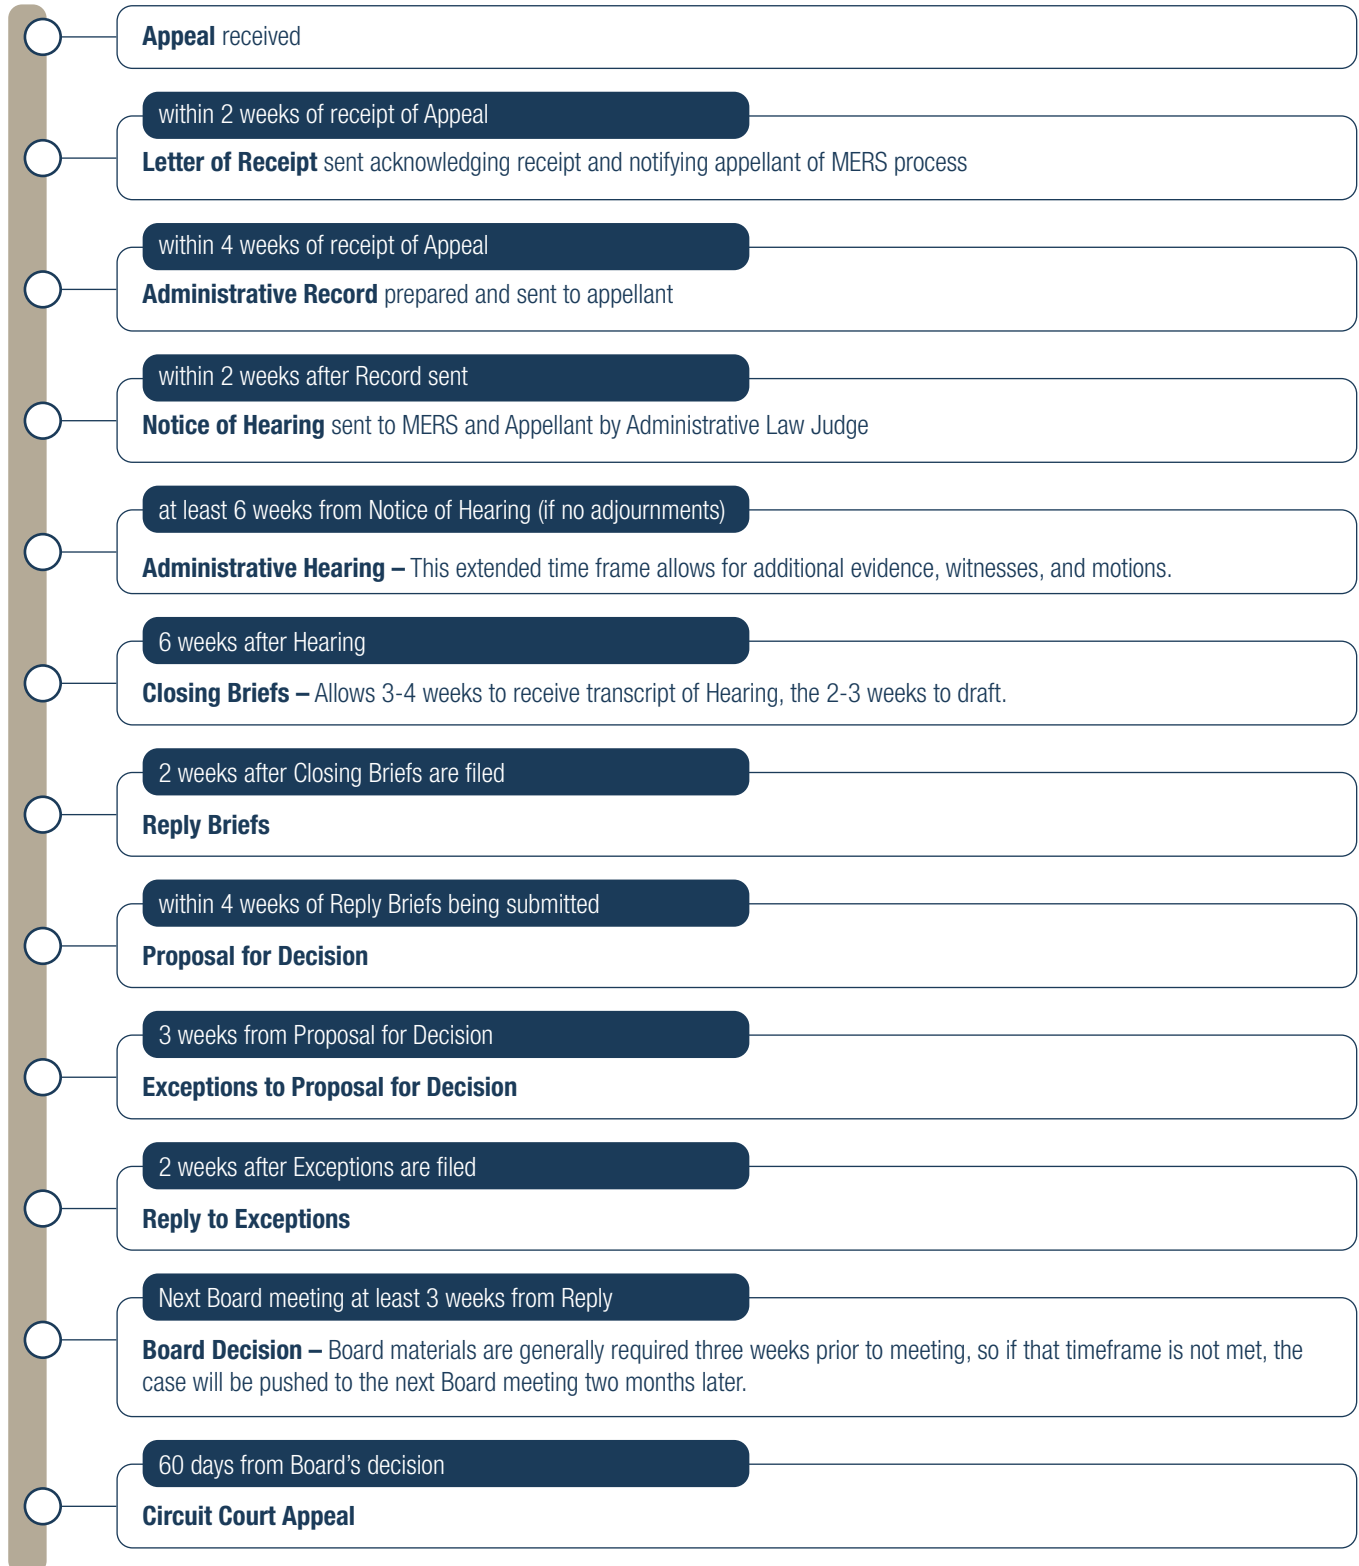 Appeal received
within 2 weeks of receipt of Appeal
Letter of Receipt sent acknowledging receipt and notifying appellant of MERS process
within 4 weeks of receipt of Appeal
Administrative Record prepared and sent to appellant
within 2 weeks after Record sent
Notice of Hearing sent to MERS and Appellant by Administrative Law Judge
at least 6 weeks from Notice of Hearing (if no adjournments)
Administrative Hearing – This extended time frame allows for additional evidence, witnesses, and motions.
6 weeks after Hearing
Closing Briefs – Allows 3-4 weeks to receive transcript of Hearing, the 2-3 weeks to draft.
2 weeks after Closing Briefs are filed
Reply Briefs
within 4 weeks of Reply Briefs being submitted
Proposal for Decision
3 weeks from Proposal for Decision
Exceptions to Proposal for Decision
2 weeks after Exceptions are filed
Reply to Exceptions
Next Board meeting at least 3 weeks from Reply
Board Decision – Board materials are generally required three weeks prior to meeting, so if that timeframe is not met, the
case will be pushed to the next Board meeting two months later.
60 days from Board’s decision
Circuit Court Appeal